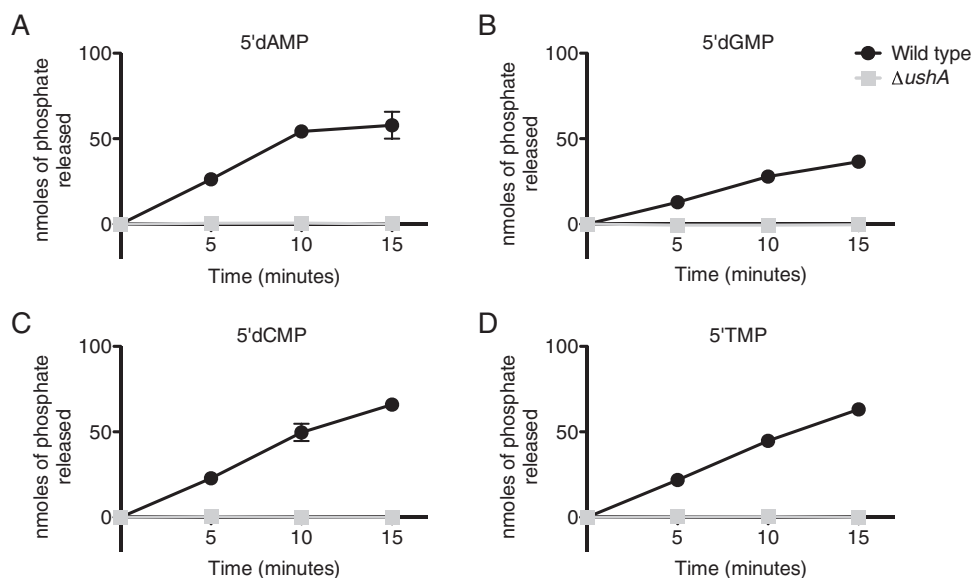 A
5'dAMP
100
50
0
5
10
15
nmoles of phosphate
released
Time (minutes)
B
5'dGMP
100
50
0
5
10
15
nmoles of phosphate
released
Time (minutes)
Wild type
ΔushA
C
5'dCMP
100
50
0
5
10
15
nmoles of phosphate
released
Time (minutes)
D
5'TMP
100
50
0
5
10
15
nmoles of phosphate
released
Time (minutes)